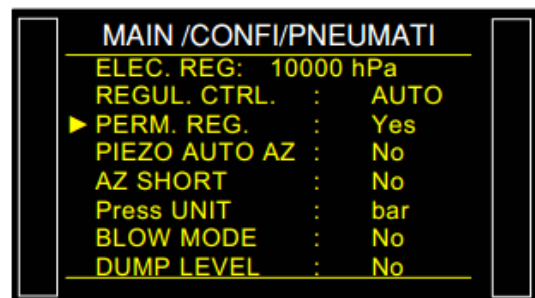 MAIN /CONFI/PNEUMATI
ELEC. REG: 10000 hPa
REGUL. CTRL. : AUTO
► PERM. REG. : Yes
PIEZO AUTO AZ : No
AZ SHORT : No
Press UNIT : bar
BLOW MODE : No
DUMP LEVEL : No